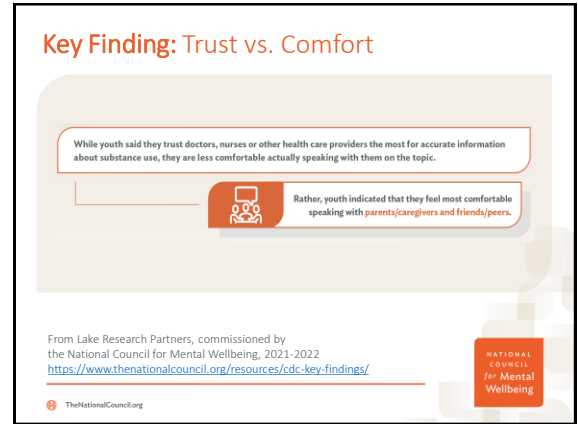 Key Finding: Trust vs. Comfort
While youth said they trust doctors, nurses or other health care providers the most for accurate information
about substance use, they are less comfortable actually speaking with them on the topic.
Rather, youth indicated that they feel most comfortable
speaking with parents/caregivers and friends/peers.
From Lake Research Partners, commissioned by
the National Council for Mental Wellbeing, 2021-2022
https://www.thenationalcouncil.org/resources/cdc-key-findings/
NATIONAL
COUNCIL
for Mental
Wellbeing
TheNationalCouncil.org